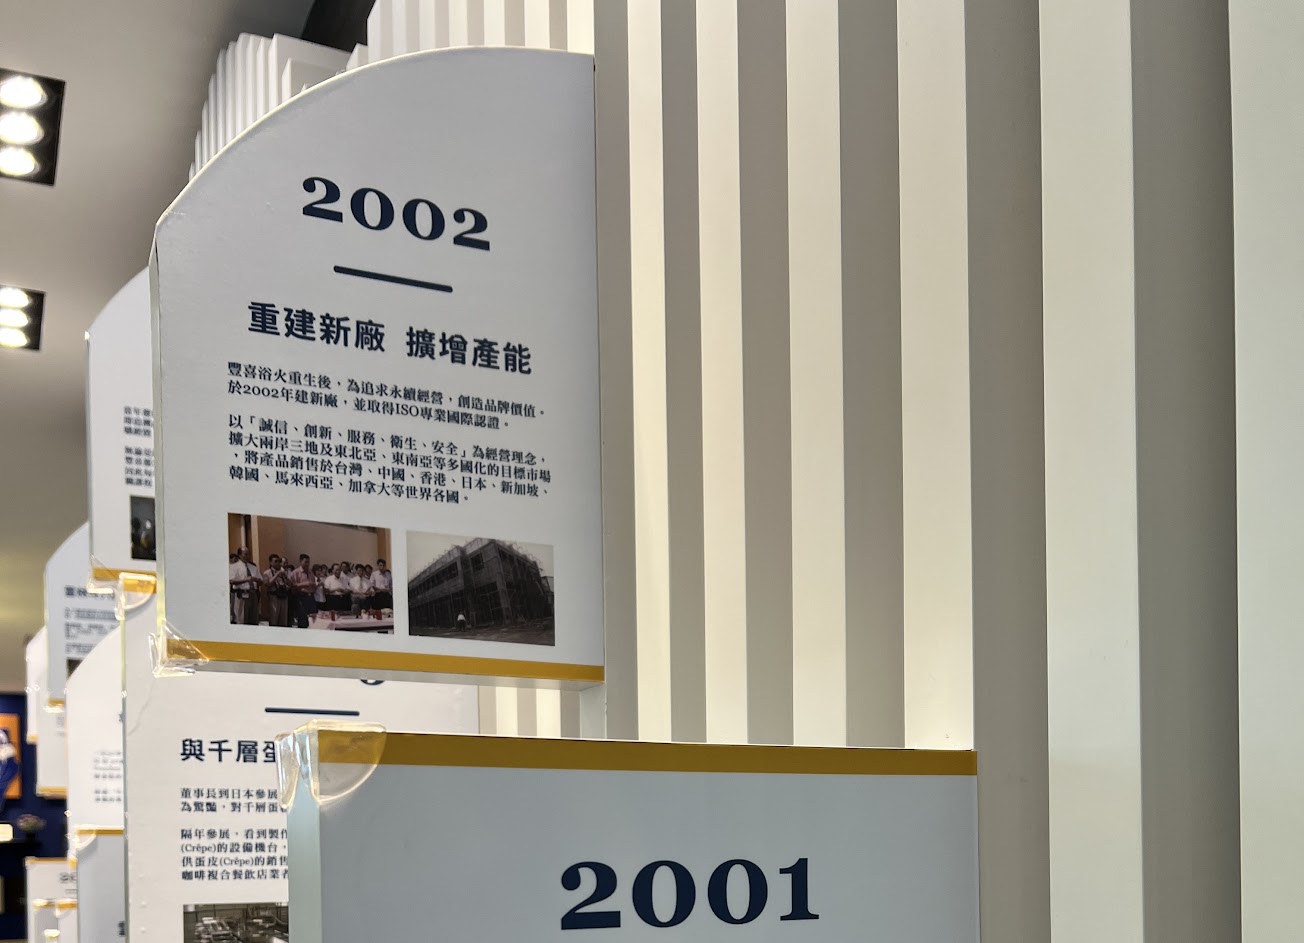 2002
重建新廠 擴增產能
豐喜浴火重生後，為追求永續經營，創造品牌價值。
於2002年建新廠，並取得ISO專業國際認證。
以「誠信、創新、服務、衛生、安全」為經營理念，
擴大兩岸三地及東北亞、東南亞等多國化的目標市場
，將產品銷售於台灣、中國、香港、日本、新加坡、
韓國、馬來西亞、加拿大等世界各國。
與千層蛋
董事長到日本參展
為驚豔，對千層蛋
隔年參展，看到製作
(Crêpe)的設備機台，
供蛋皮(Crêpe)的銷售
咖啡複合餐飲店業者
2001